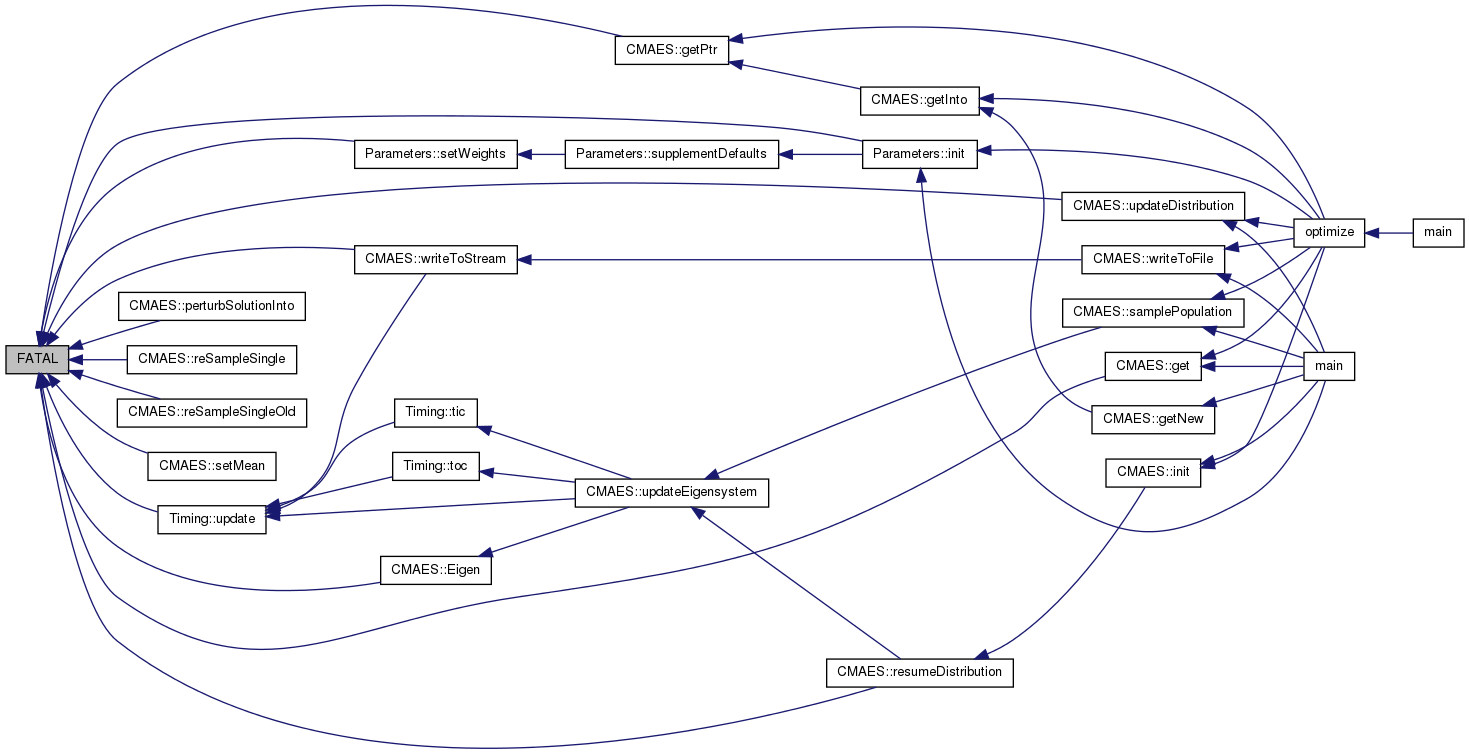 CMAES::getPtr
CMAES::getInto
Parameters::setWeights
Parameters::supplementDefaults
Parameters::init
CMAES::updateDistribution
optimize
main
CMAES::writeToStream
CMAES::writeToFile
CMAES::perturbSolutionInto
CMAES::samplePopulation
FATAL
CMAES::reSampleSingle
CMAES::get
main
CMAES::reSampleSingleOld
Timing::tic
CMAES::getNew
CMAES::setMean
Timing::toc
CMAES::init
CMAES::updateEigensystem
Timing::update
CMAES::Eigen
CMAES::resumeDistribution